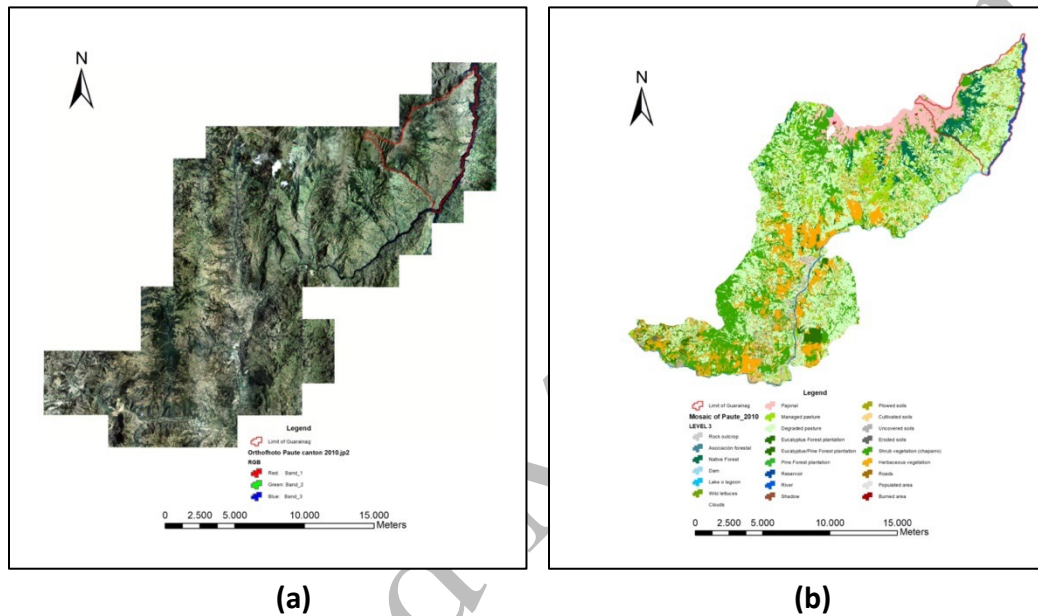 N
Legend
Limit of Guarainag
Orthofhoto Paute canton 2010.jp2
RGB
Red: Band_1
Green: Band_2
Blue: Band_3
0 2.500 5.000 10.000 15.000
Meters
(a)
N
Legend
Limit of Guarainag
Mosaic of Paute_2010
LEVEL 3
Rock outcrop
Asociación forestal
Native Forest
Dam
Lake o lagoon
Wild lettuces
Clouds
Pajonal
Managed pasture
Degraded pasture
Eucaluptus Forest plantation
Eucaluptus/Pine Forest plantation
Pine Forest plantation
Reservoir
River
Shadow
Plowed soils
Cultivated soils
Uncovered soils
Eroded soils
Shrub vegetation (chaparro)
Herbaceous vegetation
Roads
Populated area
Burned area
0 2.500 5.000 10.000 15.000
Meters
(b)